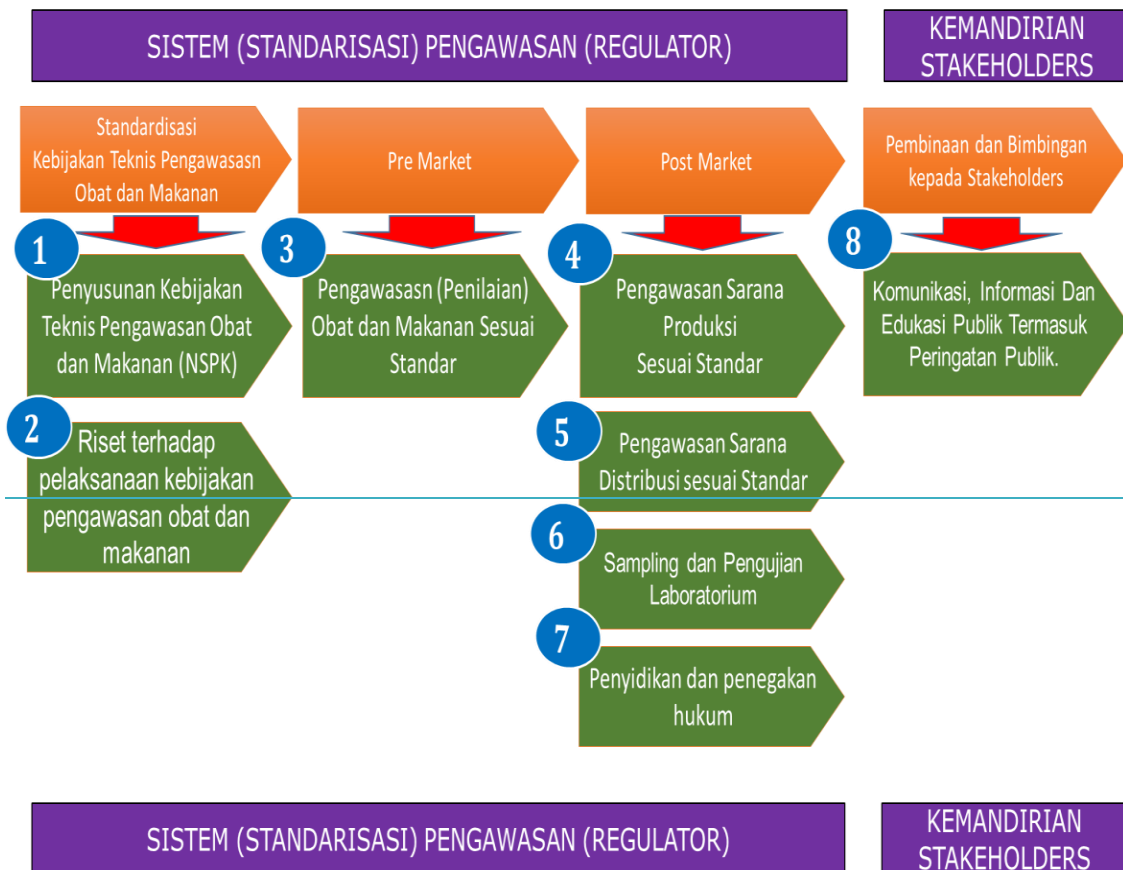 SISTEM (STANDARISASI) PENGAWASAN (REGULATOR)
KEMANDIRIAN
STAKEHOLDERS
Standardisasi
Kebijakan Teknis Pengawasasn
Obat dan Makanan
Pre Market
Post Market
Pembinaan dan Bimbingan
kepada Stakeholders
1
Penyusunan Kebijakan
Teknis Pengawasan Obat
dan Makanan (NSPK)
2
Riset terhadap
pelaksanaan kebijakan
pengawasan obat dan
makanan
3
Pengawasasn (Penilaian)
Obat dan Makanan Sesuai
Standar
4
Pengawasan Sarana
Produksi
Sesuai Standar
5
Pengawasan Sarana
Distribusi sesuai Standar
6
Sampling dan Pengujian
Laboratorium
7
Penyidikan dan penegakan
hukum
8
Komunikasi, Informasi Dan
Edukasi Publik Termasuk
Peringatan Publik.
SISTEM (STANDARISASI) PENGAWASAN (REGULATOR)
KEMANDIRIAN
STAKEHOLDERS